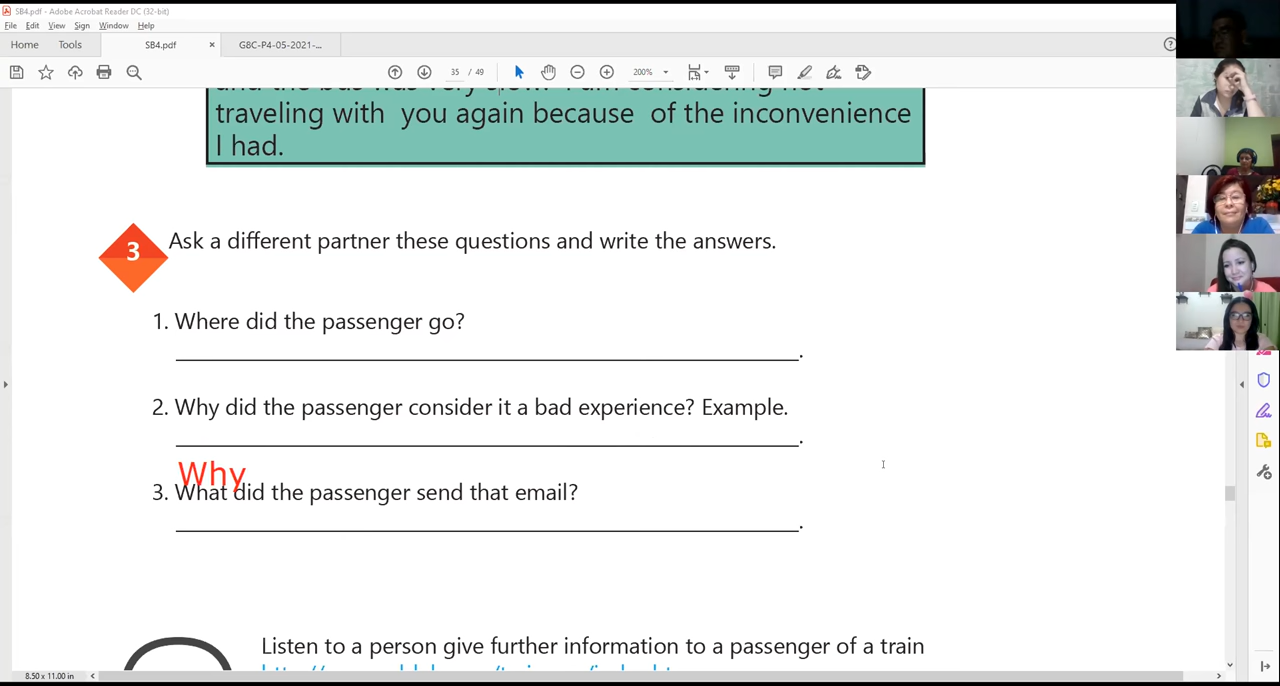 SB4.pdf - Adobe Acrobat Reader DC (32-bit)
File Edit View Sign Window Help
Home Tools SB4.pdf × G8C-P4-05-2021-...
35 / 49 200%
traveling with you again because of the inconvenience
I had.
3 Ask a different partner these questions and write the answers.
1. Where did the passenger go?
2. Why did the passenger consider it a bad experience? Example.
Why
3. What did the passenger send that email?
Listen to a person give further information to a passenger of a train
8.50 x 11.00 in